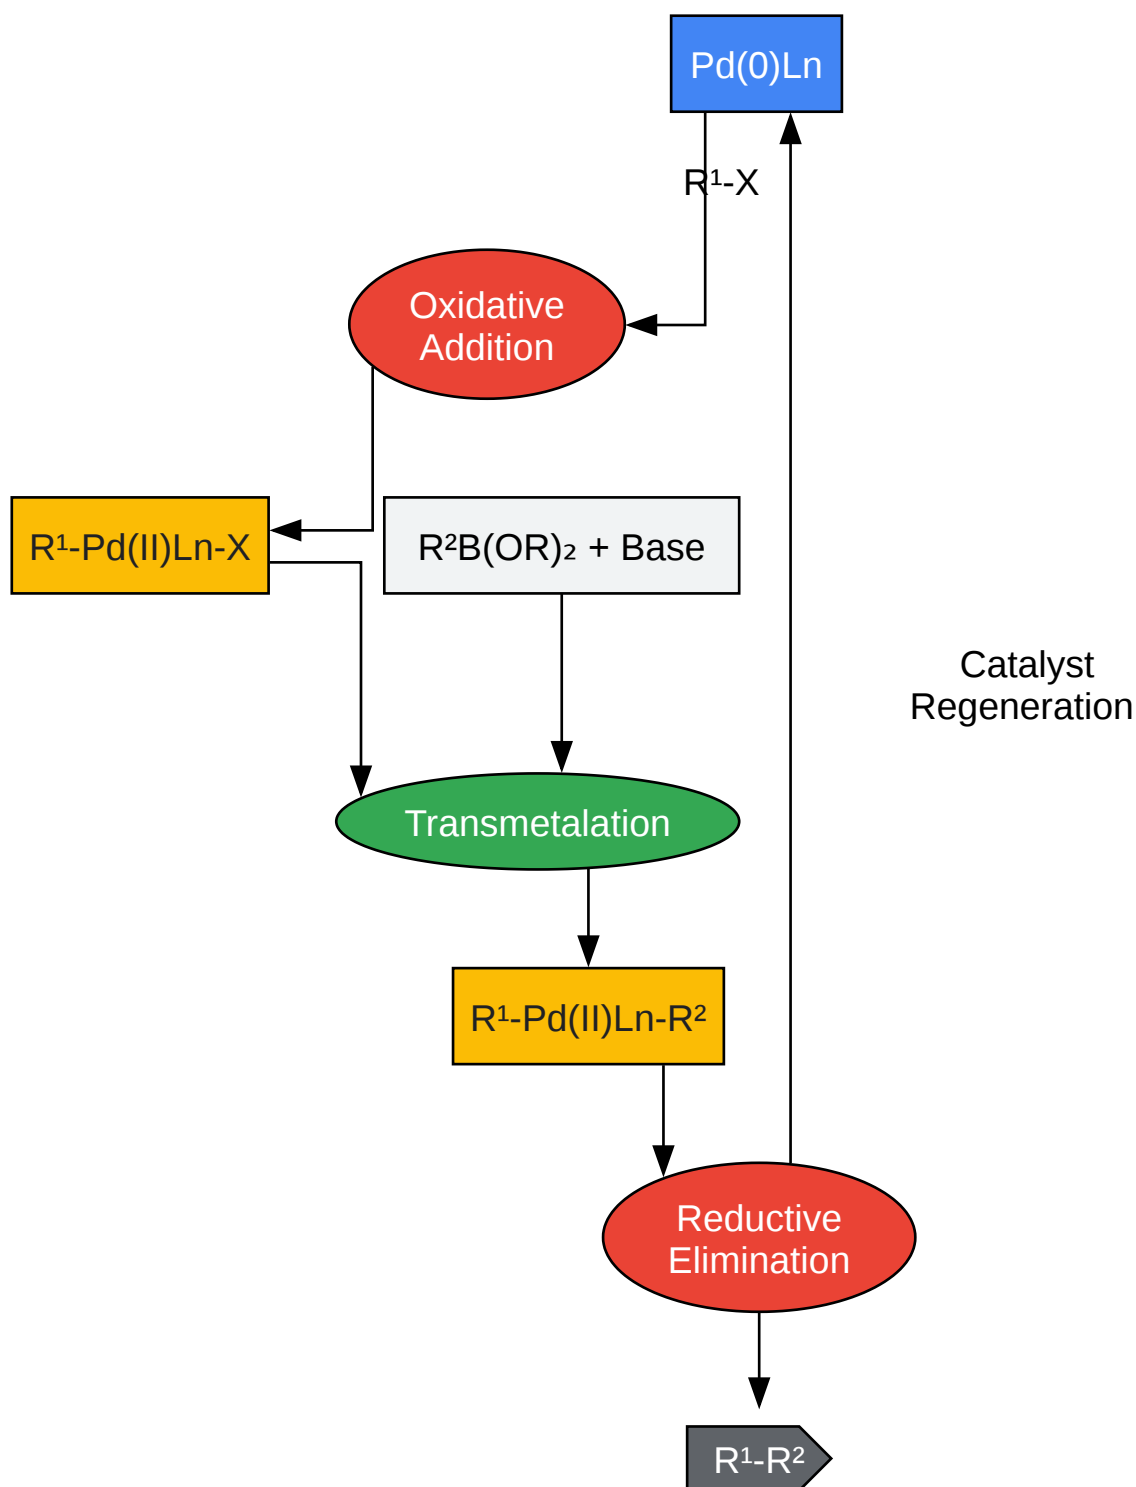 Pd(0)Ln
R¹-X
Oxidative
Addition
R¹-Pd(II)Ln-X
R²B(OR)₂ + Base
Catalyst
Regeneration
Transmetalation
R¹-Pd(II)Ln-R²
Reductive
Elimination
R¹-R²